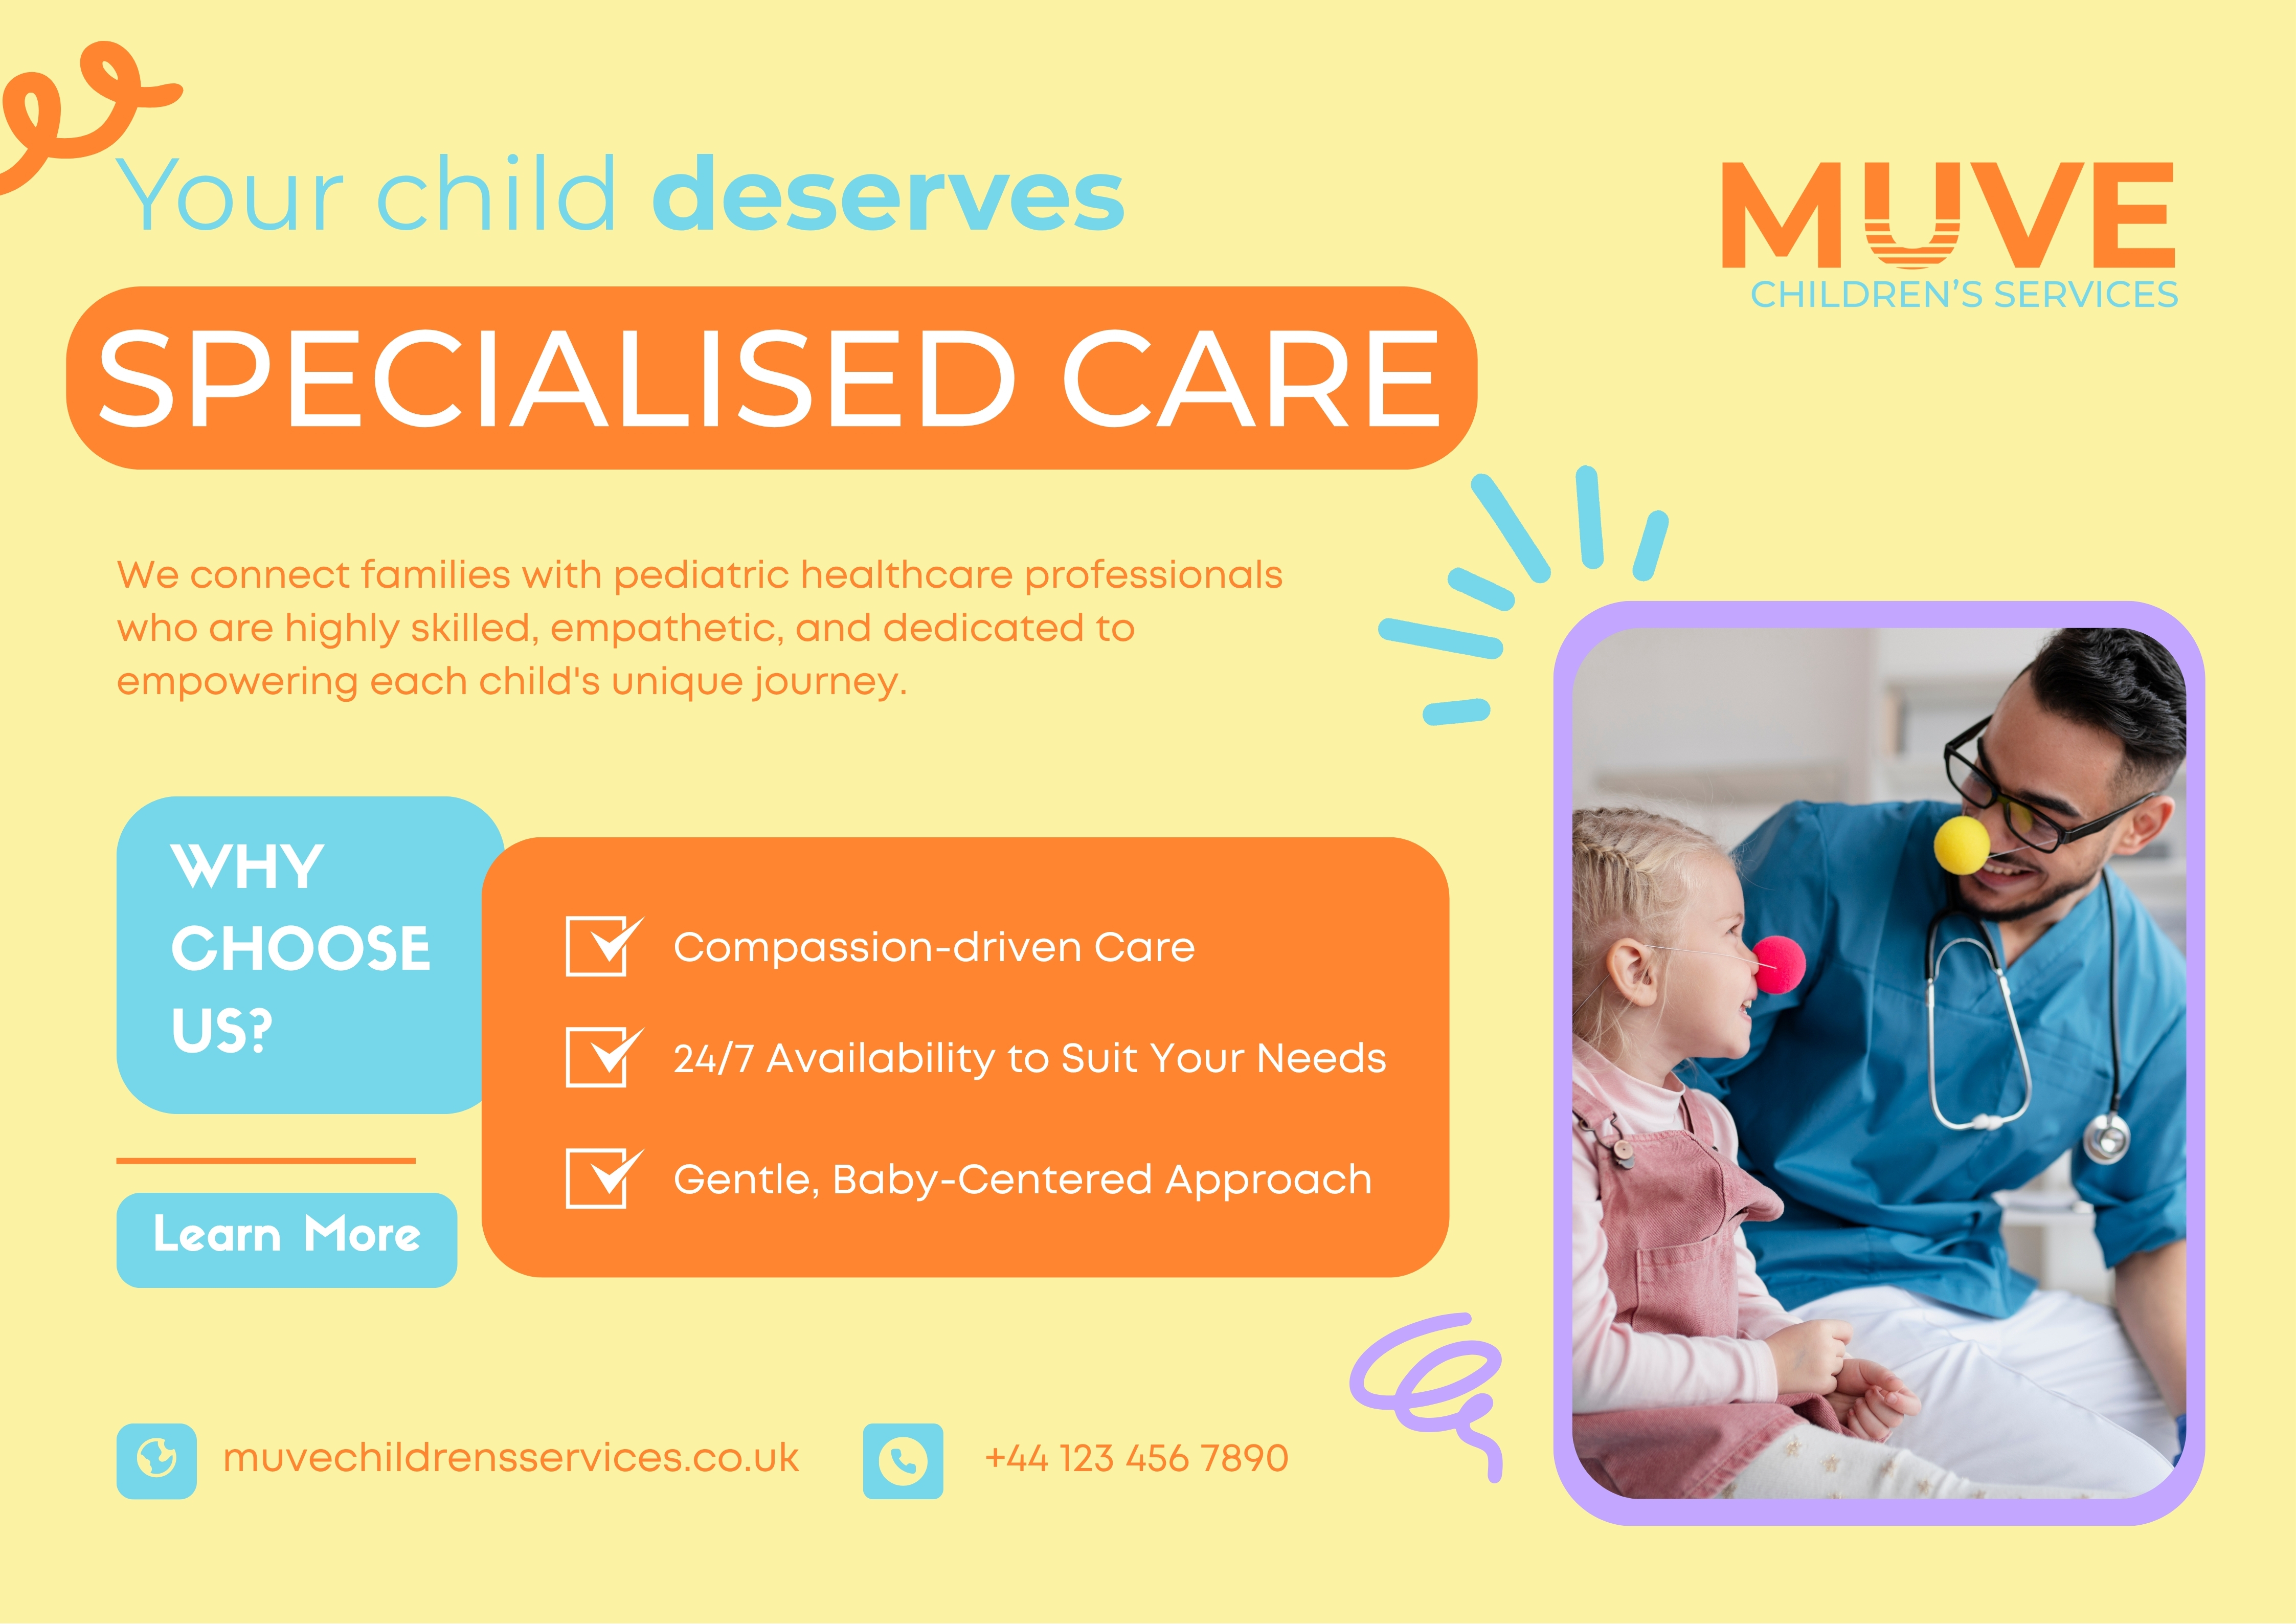 Your child deserves
MUVE
CHILDREN'S SERVICES
SPECIALISED CARE
We connect families with pediatric healthcare professionals
who are highly skilled, empathetic, and dedicated to
empowering each child's unique journey.
WHY
CHOOSE
US?
Compassion-driven Care
24/7 Availability to Suit Your Needs
Gentle, Baby-Centered Approach
Learn More
muvechildrensservices.co.uk
+44 123 456 7890